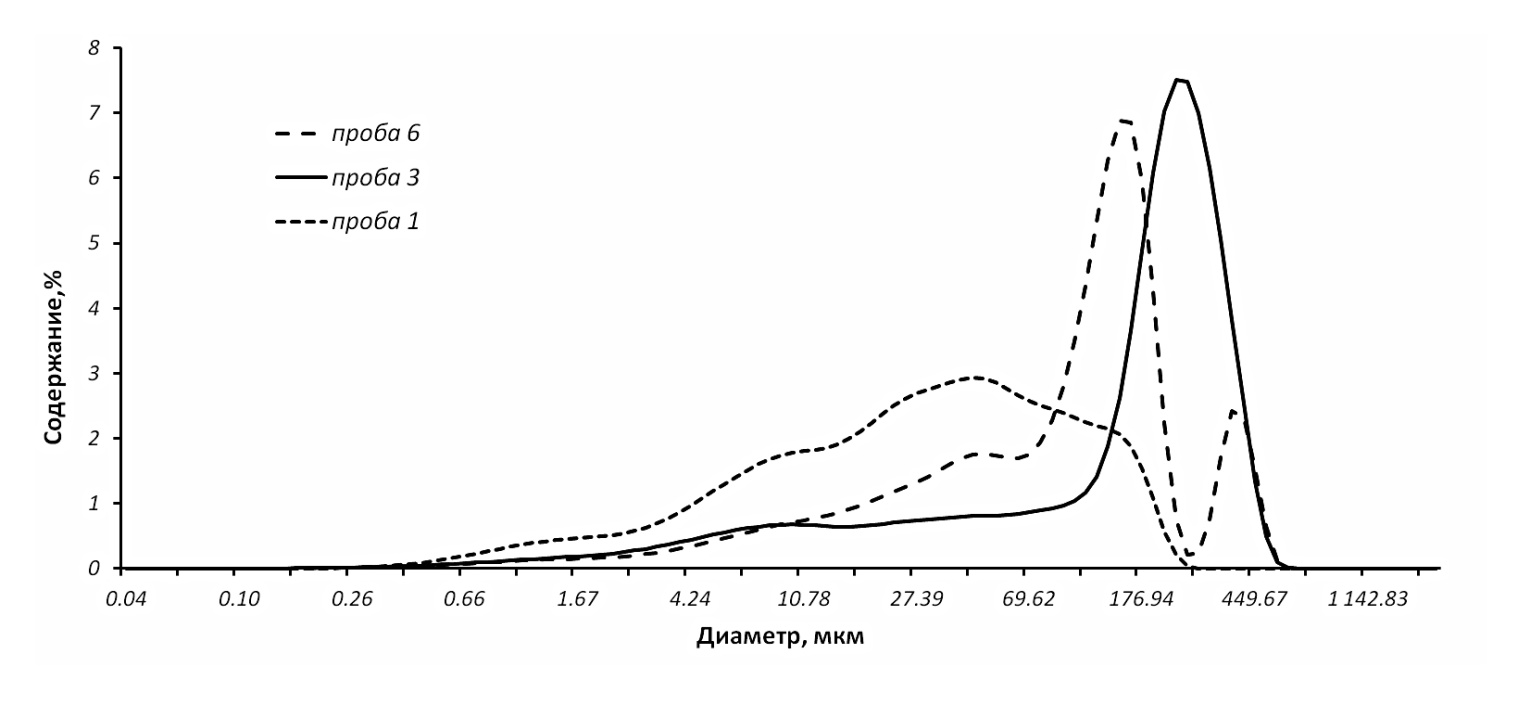 8
7
6
5
4
3
2
1
0
Содержание,%
проба 6
проба 3
проба 1
0.04 0.10 0.26 0.66 1.67 4.24 10.78 27.39 69.62 176.94 449.67 1 142.83
Диаметр, мкм